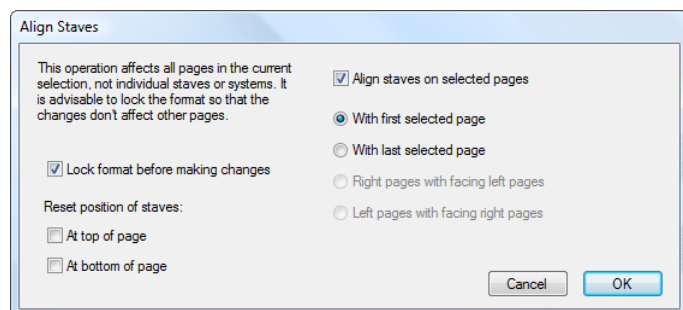 Align Staves
This operation affects all pages in the current
selection, not individual staves or systems. It
is advisable to lock the format so that the
changes don't affect other pages.
Lock format before making changes
Reset position of staves:
At top of page
At bottom of page
Align staves on selected pages
With first selected page
With last selected page
Right pages with facing left pages
Left pages with facing right pages
Cancel
OK